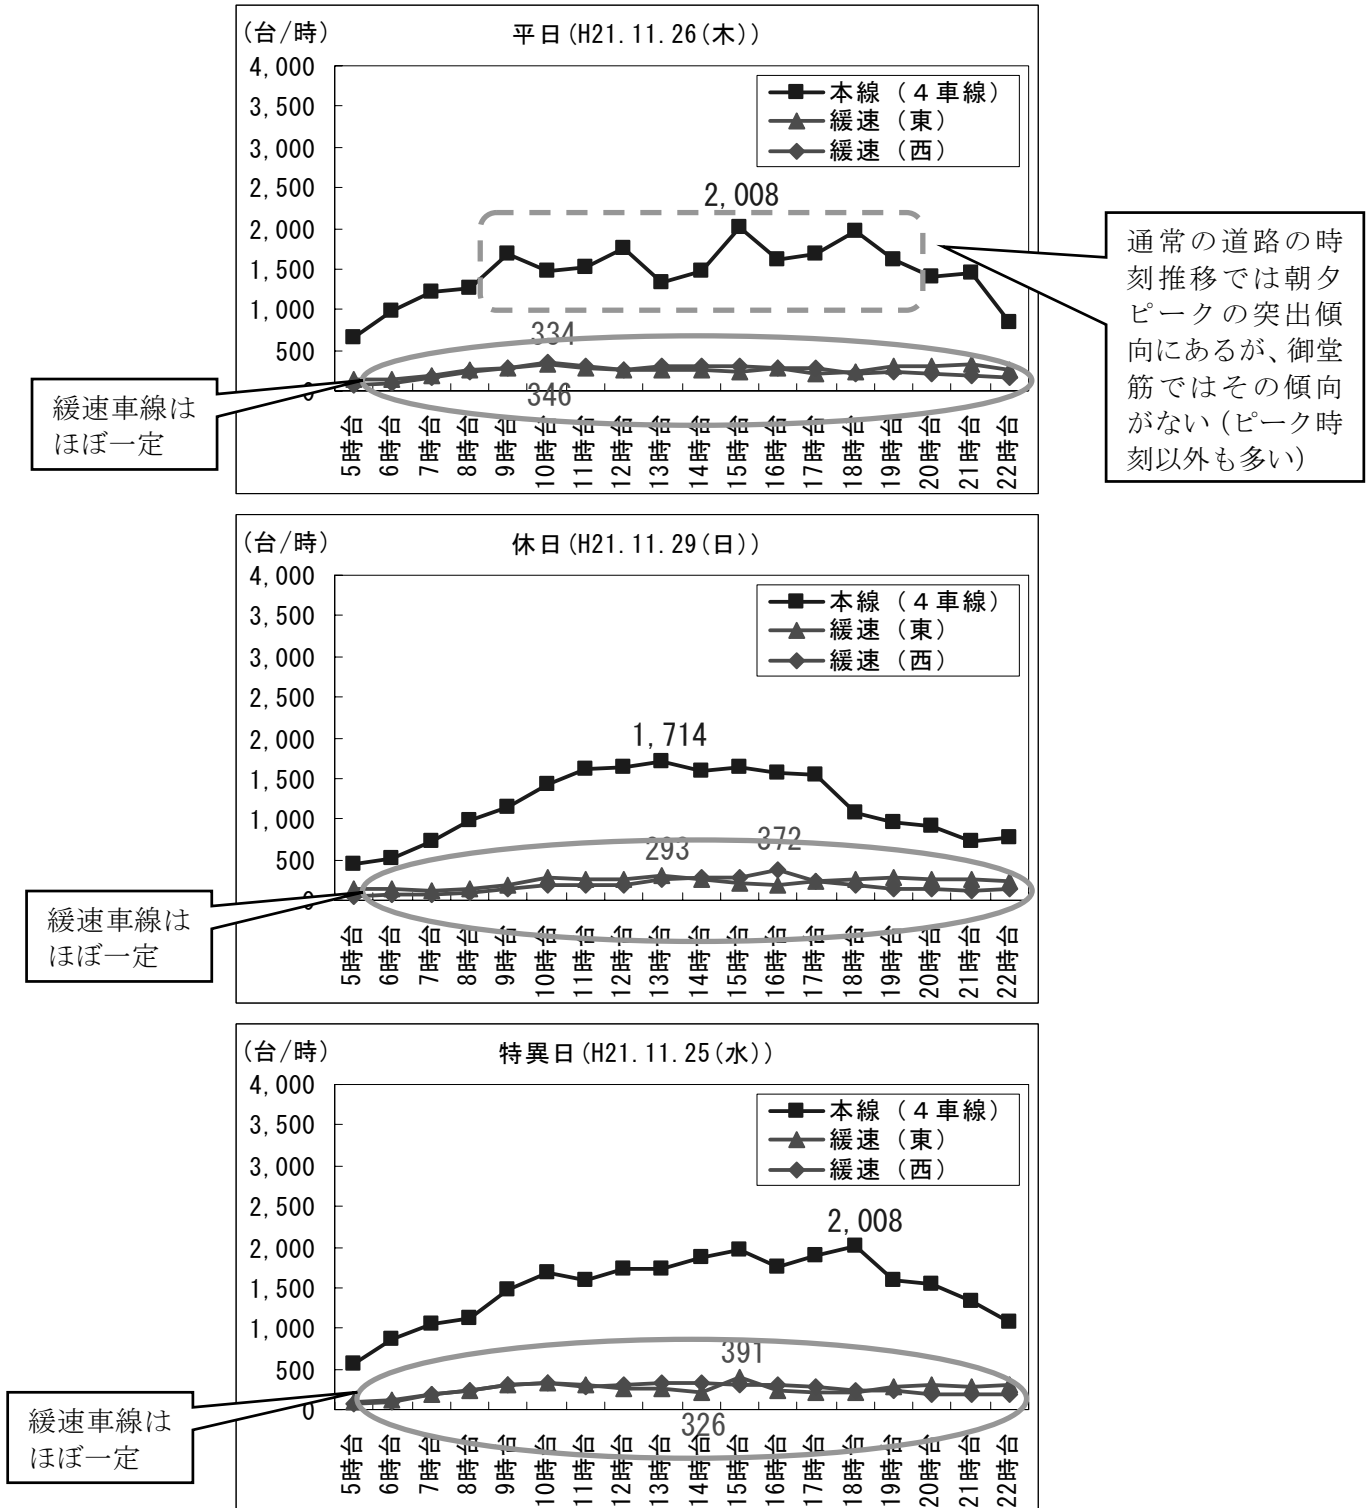 (台/時)
平日(H21.11.26(木))
4,000
3,500
3,000
2,500
2,000
1,500
1,000
500
0
本線（４車線）
緩速（東）
緩速（西）
2,008
334
346
5時台
6時台
7時台
8時台
9時台
10時台
11時台
12時台
13時台
14時台
15時台
16時台
17時台
18時台
19時台
20時台
21時台
22時台
緩速車線は
ほぼ一定
通常の道路の時
刻推移では朝夕
ピークの突出傾
向にあるが、御堂
筋ではその傾向
がない（ピーク時
刻以外も多い）
(台/時)
休日(H21.11.29(日))
4,000
3,500
3,000
2,500
2,000
1,500
1,000
500
0
本線（４車線）
緩速（東）
緩速（西）
1,714
293
372
5時台
6時台
7時台
8時台
9時台
10時台
11時台
12時台
13時台
14時台
15時台
16時台
17時台
18時台
19時台
20時台
21時台
22時台
緩速車線は
ほぼ一定
(台/時)
特異日(H21.11.25(水))
4,000
3,500
3,000
2,500
2,000
1,500
1,000
500
0
本線（４車線）
緩速（東）
緩速（西）
2,008
391
326
5時台
6時台
7時台
8時台
9時台
10時台
11時台
12時台
13時台
14時台
15時台
16時台
17時台
18時台
19時台
20時台
21時台
22時台
緩速車線は
ほぼ一定